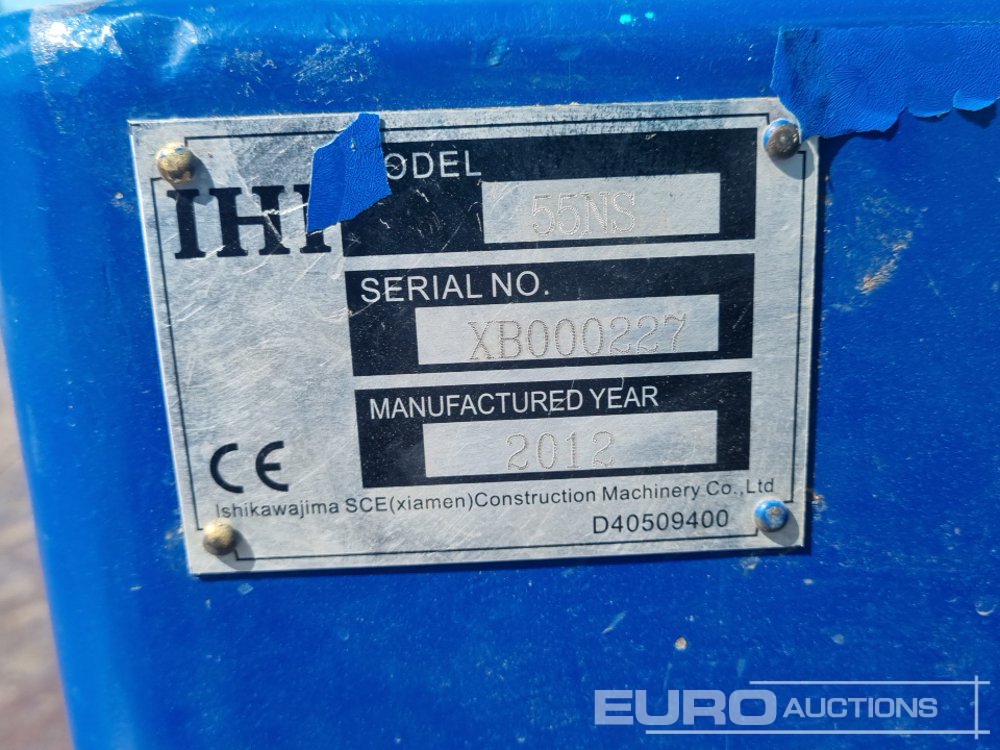 IHI
MODEL
55NS
SERIAL NO.
XB000227
MANUFACTURED YEAR
2012
CE
Ishikawajima SCE(xiamen)Construction Machinery Co.,Ltd
D40509400
EURO AUCTIONS